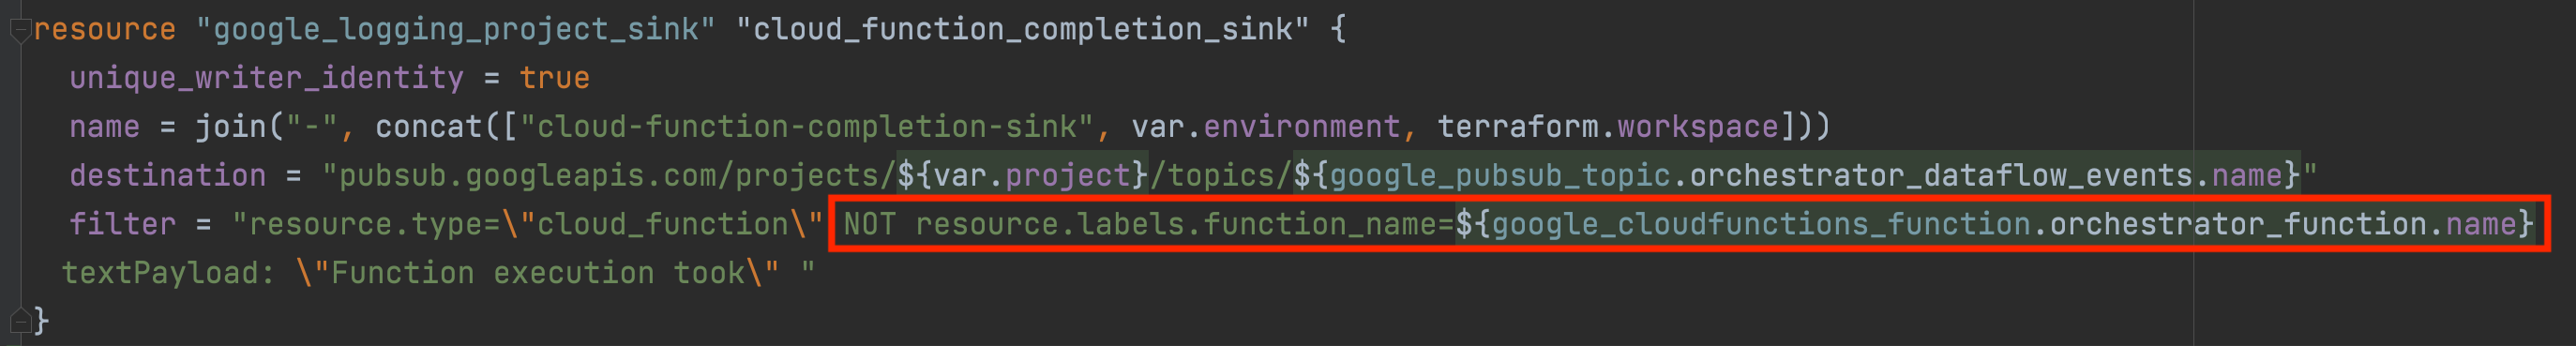 resource "google_logging_project_sink" "cloud_function_completion_sink" {
unique_writer_identity = true
name = join("-", concat(["cloud-function-completion-sink", var.environment, terraform.workspace]))
destination = "pubsub.googleapis.com/projects/${var.project}/topics/${google_pubsub_topic.orchestrator_dataflow_events.name}"
filter = "resource.type=\"cloud_function\" NOT resource.labels.function_name=${google_cloudfunctions_function.orchestrator_function.name}
textPayload: \"Function execution took\" "
}